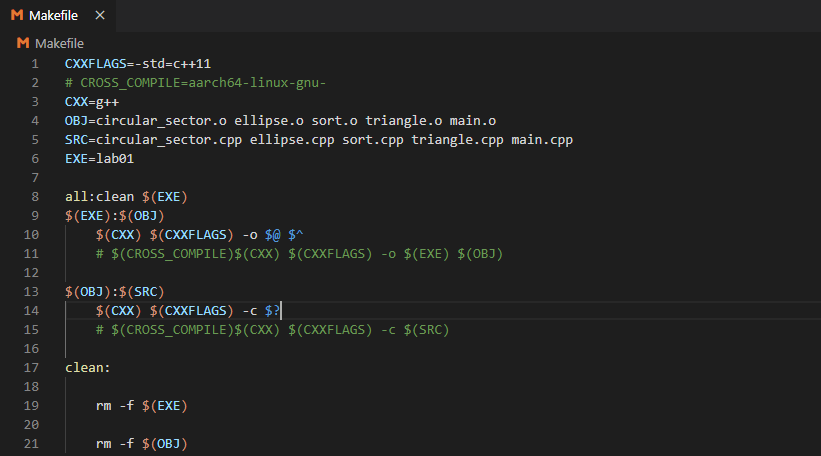 Makefile ×
Makefile
1 CXXFLAGS=-std=c++11
2 # CROSS_COMPILE=aarch64-linux-gnu-
3 CXX=g++
4 OBJ=circular_sector.o ellipse.o sort.o triangle.o main.o
5 SRC=circular_sector.cpp ellipse.cpp sort.cpp triangle.cpp main.cpp
6 EXE=lab01
7
8 all:clean $(EXE)
9 $(EXE):$(OBJ)
10     $(CXX) $(CXXFLAGS) -o $@ $^
11     # $(CROSS_COMPILE)$(CXX) $(CXXFLAGS) -o $(EXE) $(OBJ)
12
13 $(OBJ):$(SRC)
14     $(CXX) $(CXXFLAGS) -c $?
15     # $(CROSS_COMPILE)$(CXX) $(CXXFLAGS) -c $(SRC)
16
17 clean:
18
19     rm -f $(EXE)
20
21     rm -f $(OBJ)